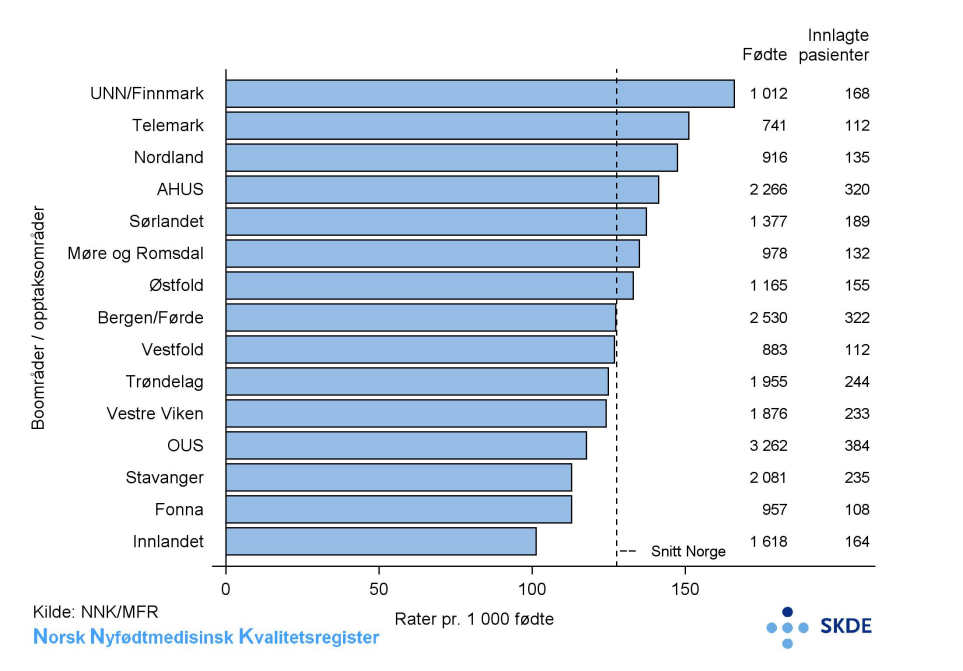 Innlagte
Fødte pasienter
UNN/Finnmark 1 012 168
Telemark 741 112
Nordland 916 135
AHUS 2 266 320
Sørlandet 1 377 189
Møre og Romsdal 978 132
Østfold 1 165 155
Bergen/Førde 2 530 322
Vestfold 883 112
Trøndelag 1 955 244
Vestre Viken 1 876 233
OUS 3 262 384
Stavanger 2 081 235
Fonna 957 108
Innlandet 1 618 164
Boområder / opptaksområder
Snitt Norge
0 50 100 150
Rater pr. 1 000 fødte
Kilde: NNK/MFR
Norsk Nyfødtmedisinsk Kvalitetsregister
SKDE